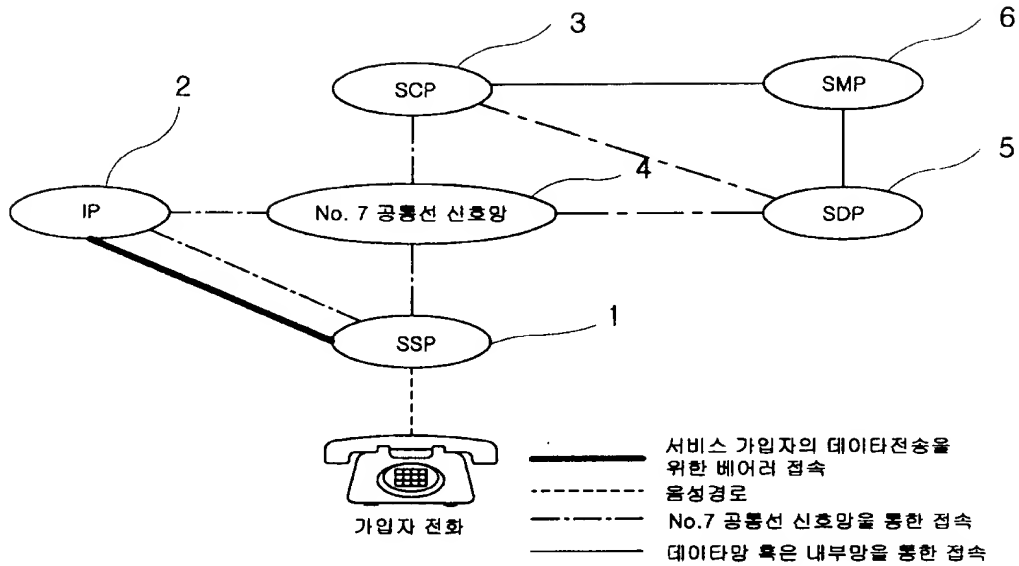 3
6
SCP
SMP
2
4
5
IP
No. 7 공통선 신호망
SDP
1
SSP
서비스 가입자의 데이타전송을
위한 베어러 접속
음성경로
가입자 전화
No.7 공통선 신호망을 통한 접속
데이타망 혹은 내부망을 통한 접속